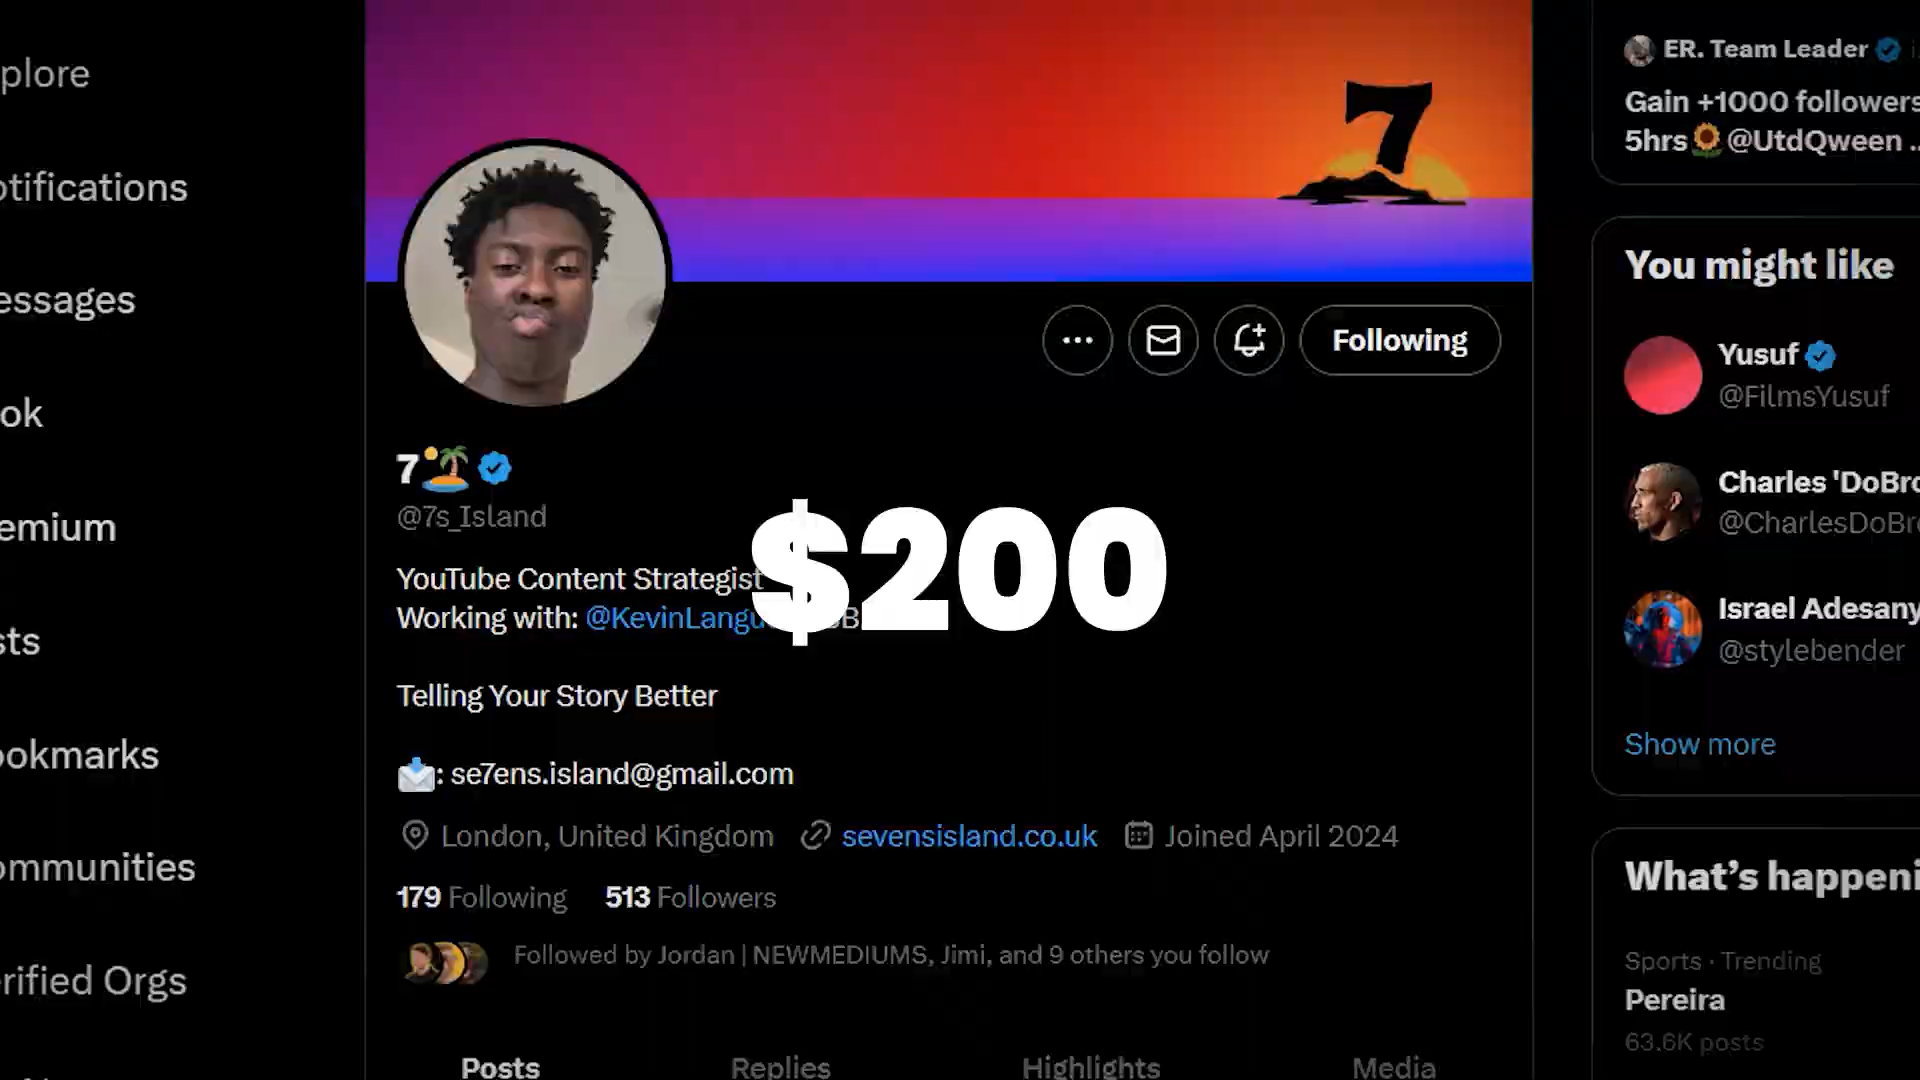 plore
otifications
essages
ok
emium
sts
ookmarks
ommunities
erified Orgs
7
Following
7
@7s_Island
YouTube Content Strategist
Working with: @KevinLangu
$200
Telling Your Story Better
: se7ens.island@gmail.com
London, United Kingdom sevensisland.co.uk Joined April 2024
179 Following 513 Followers
Followed by Jordan | NEWMEDIUMS, Jimi, and 9 others you follow
Posts Replies Highlights Media
ER. Team Leader
Gain +1000 followers
5hrs🌻@UtdQween ..
You might like
Yusuf
@FilmsYusuf
Charles 'DoBro
@CharlesDoBro
Israel Adesany
@stylebender
Show more
What's happeni
Sports · Trending
Pereira
63.6K posts